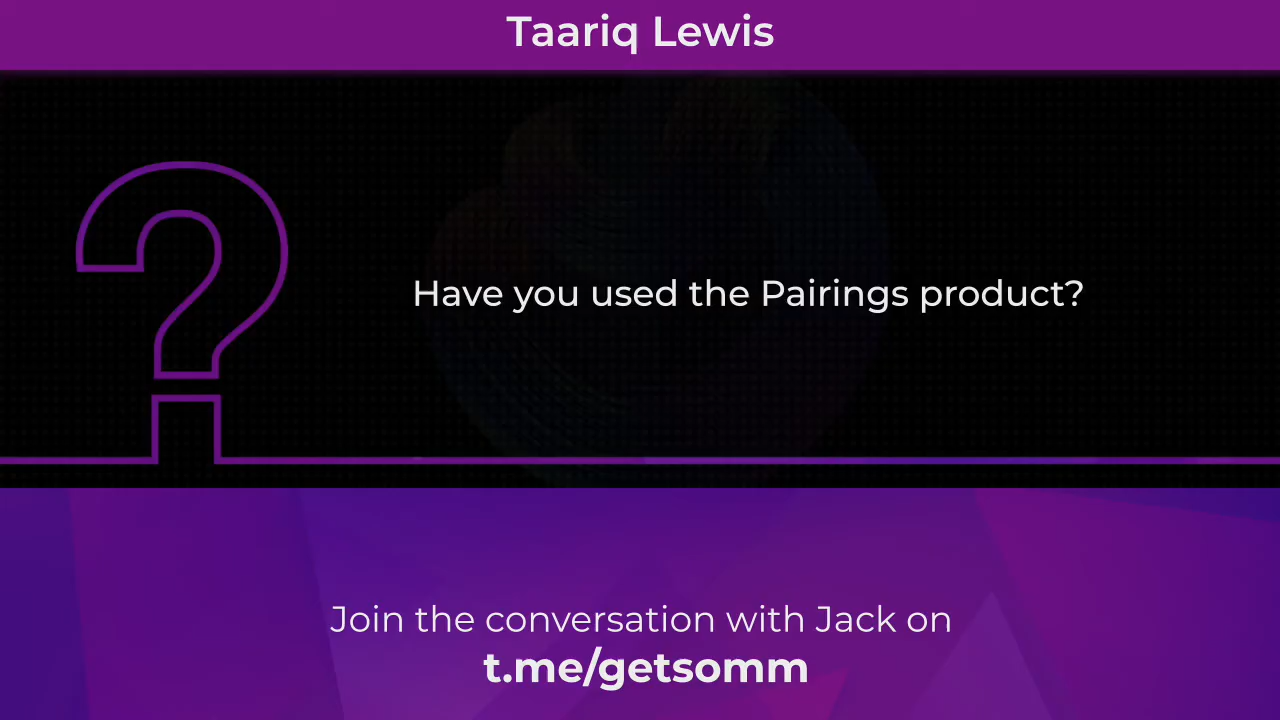 Taariq Lewis
Have you used the Pairings product?
Join the conversation with Jack on
t.me/getsomm